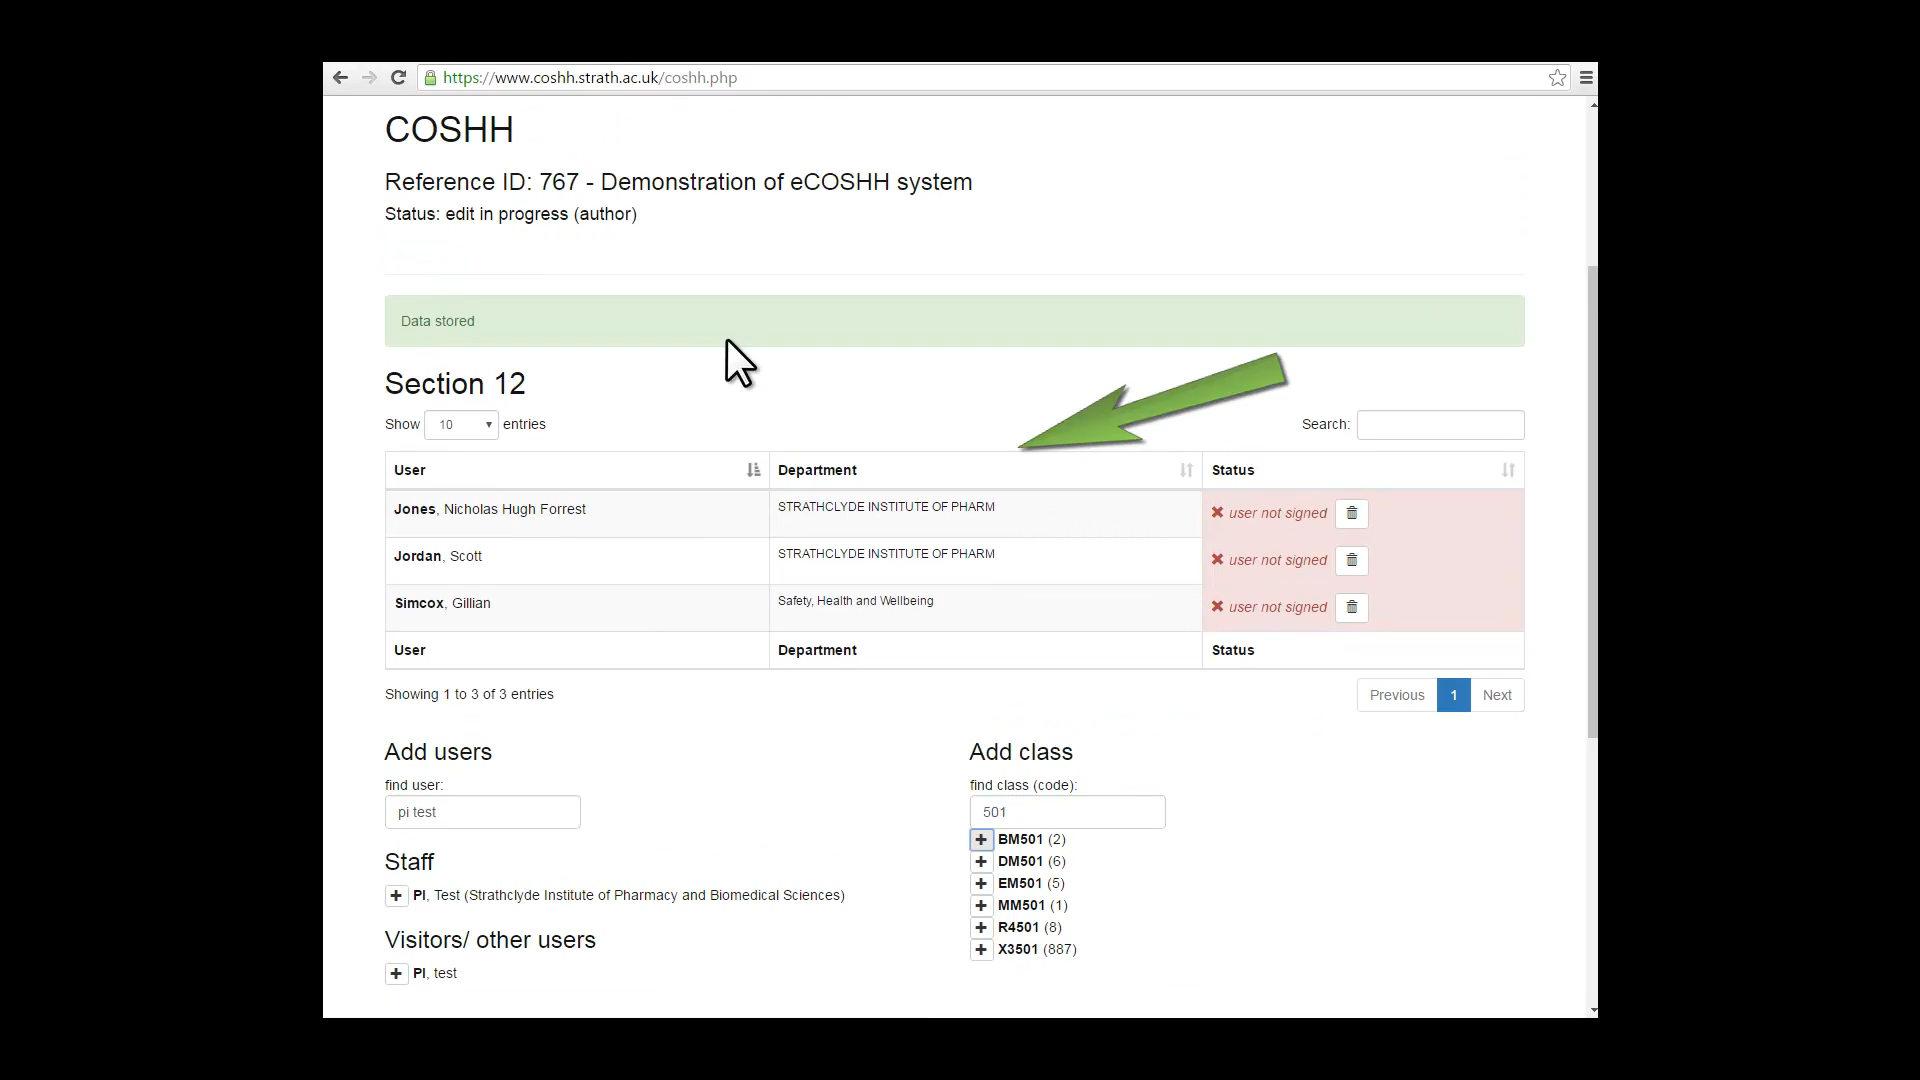 https://www.coshh.strath.ac.uk/coshh.php
COSHH
Reference ID: 767 - Demonstration of eCOSHH system
Status: edit in progress (author)
Data stored
Section 12
Show 10 entries
Search:
User Department Status
Jones, Nicholas Hugh Forrest STRATHCLYDE INSTITUTE OF PHARM user not signed
Jordan, Scott STRATHCLYDE INSTITUTE OF PHARM user not signed
Simcox, Gillian Safety, Health and Wellbeing user not signed
User Department Status
Showing 1 to 3 of 3 entries
Previous 1 Next
Add users
find user:
pi test
Staff
PI, Test (Strathclyde Institute of Pharmacy and Biomedical Sciences)
Visitors/ other users
PI, test
Add class
find class (code):
501
BM501 (2)
DM501 (6)
EM501 (5)
MM501 (1)
R4501 (8)
X3501 (887)